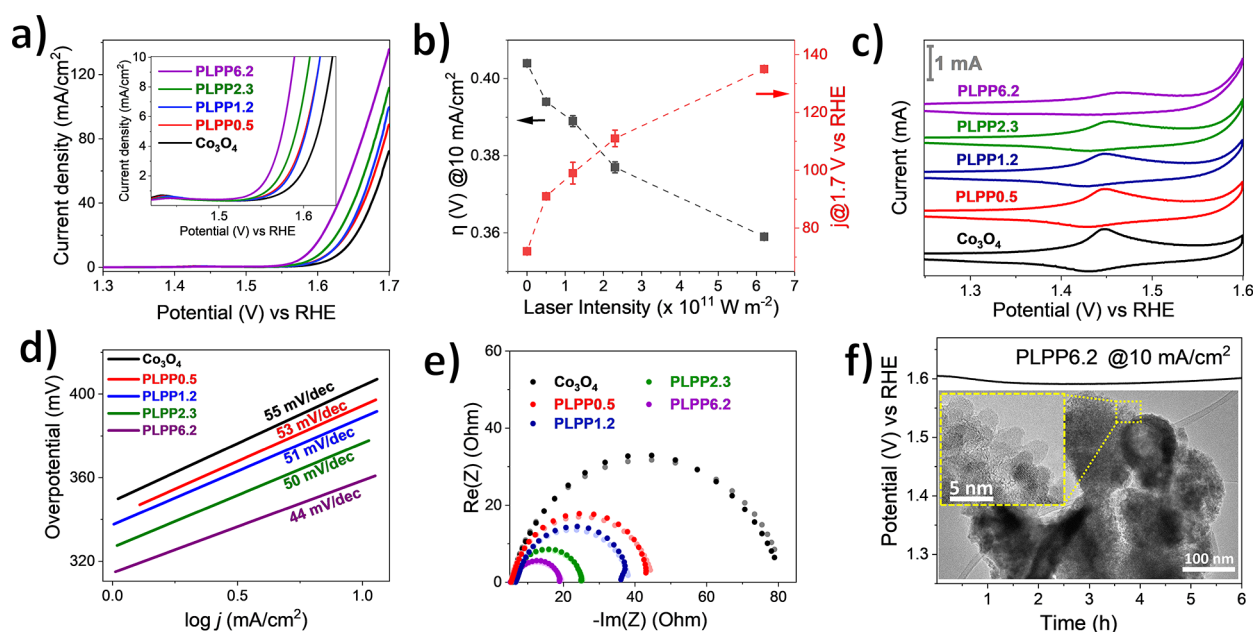 a)
Current density (mA/cm²)
120
80
40
0
1.3
1.4
1.5
1.6
1.7
Potential (V) vs RHE
PLPP6.2
PLPP2.3
PLPP1.2
PLPP0.5
Co₃O₄
Current density (mA/cm²)
10
8
6
4
2
1.5
1.6
Potential (V) vs RHE
b)
η (V) @10 mA/cm²
0.40
0.38
0.36
0
1
2
3
4
5
6
7
Laser Intensity (x 10¹¹ W m⁻²)
140
120
100
80
j@1.7 V vs RHE
c)
1 mA
Current (mA)
PLPP6.2
PLPP2.3
PLPP1.2
PLPP0.5
Co₃O₄
1.3
1.4
1.5
1.6
Potential (V) vs RHE
d)
Overpotential (mV)
400
360
320
Co₃O₄
PLPP0.5
PLPP1.2
PLPP2.3
PLPP6.2
55 mV/dec
53 mV/dec
51 mV/dec
50 mV/dec
44 mV/dec
0.0
0.5
1.0
log j (mA/cm²)
e)
Re(Z) (Ohm)
60
40
20
0
Co₃O₄
PLPP0.5
PLPP1.2
PLPP2.3
PLPP6.2
20
40
60
80
-Im(Z) (Ohm)
f)
Potential (V) vs RHE
1.6
1.5
1.4
1.3
PLPP6.2 @10 mA/cm²
5 nm
100 nm
1
2
3
4
5
6
Time (h)